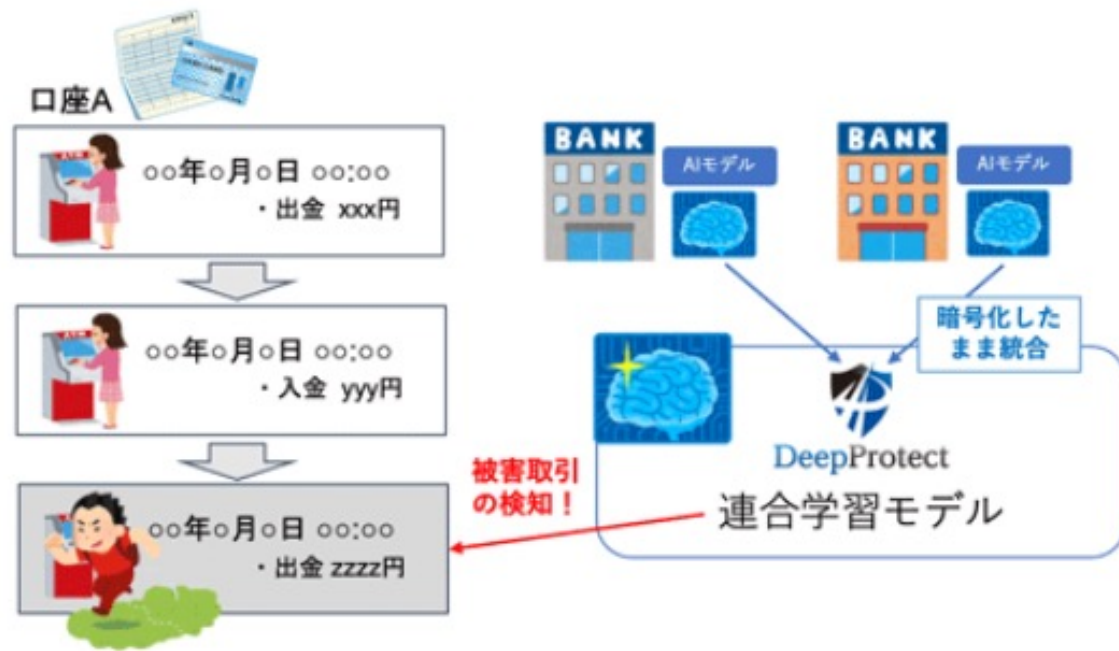 口座A
○○年○月○日 ○○:○○
・出金 xxx円
○○年○月○日 ○○:○○
・入金 yyy円
○○年○月○日 ○○:○○
・出金 zzzz円
BANK
AIモデル
BANK
AIモデル
暗号化した
まま統合
DeepProtect
連合学習モデル
被害取引
の検知！